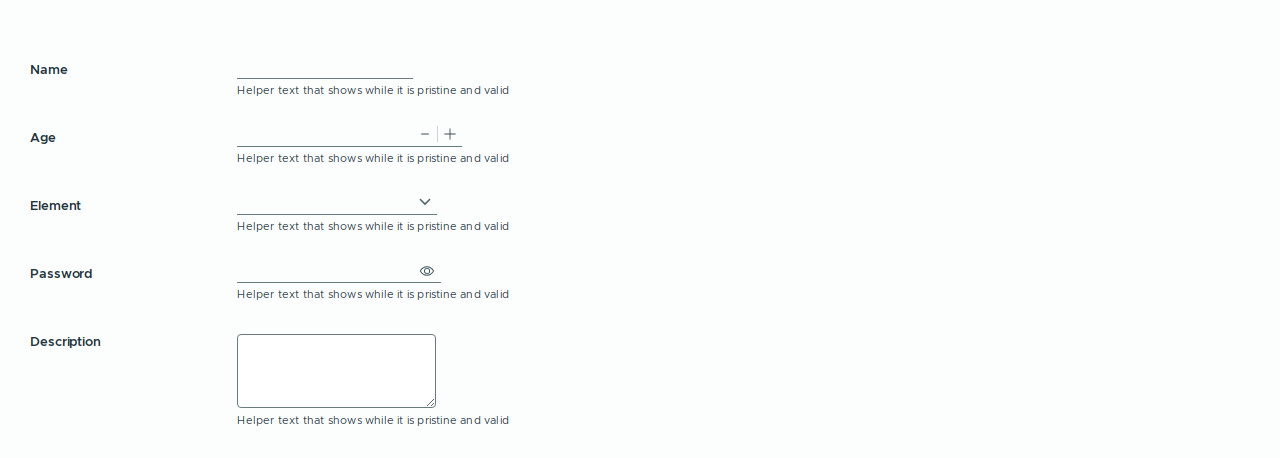 Name
Helper text that shows while it is pristine and valid
Age
Helper text that shows while it is pristine and valid
Element
Helper text that shows while it is pristine and valid
Password
Helper text that shows while it is pristine and valid
Description
Helper text that shows while it is pristine and valid